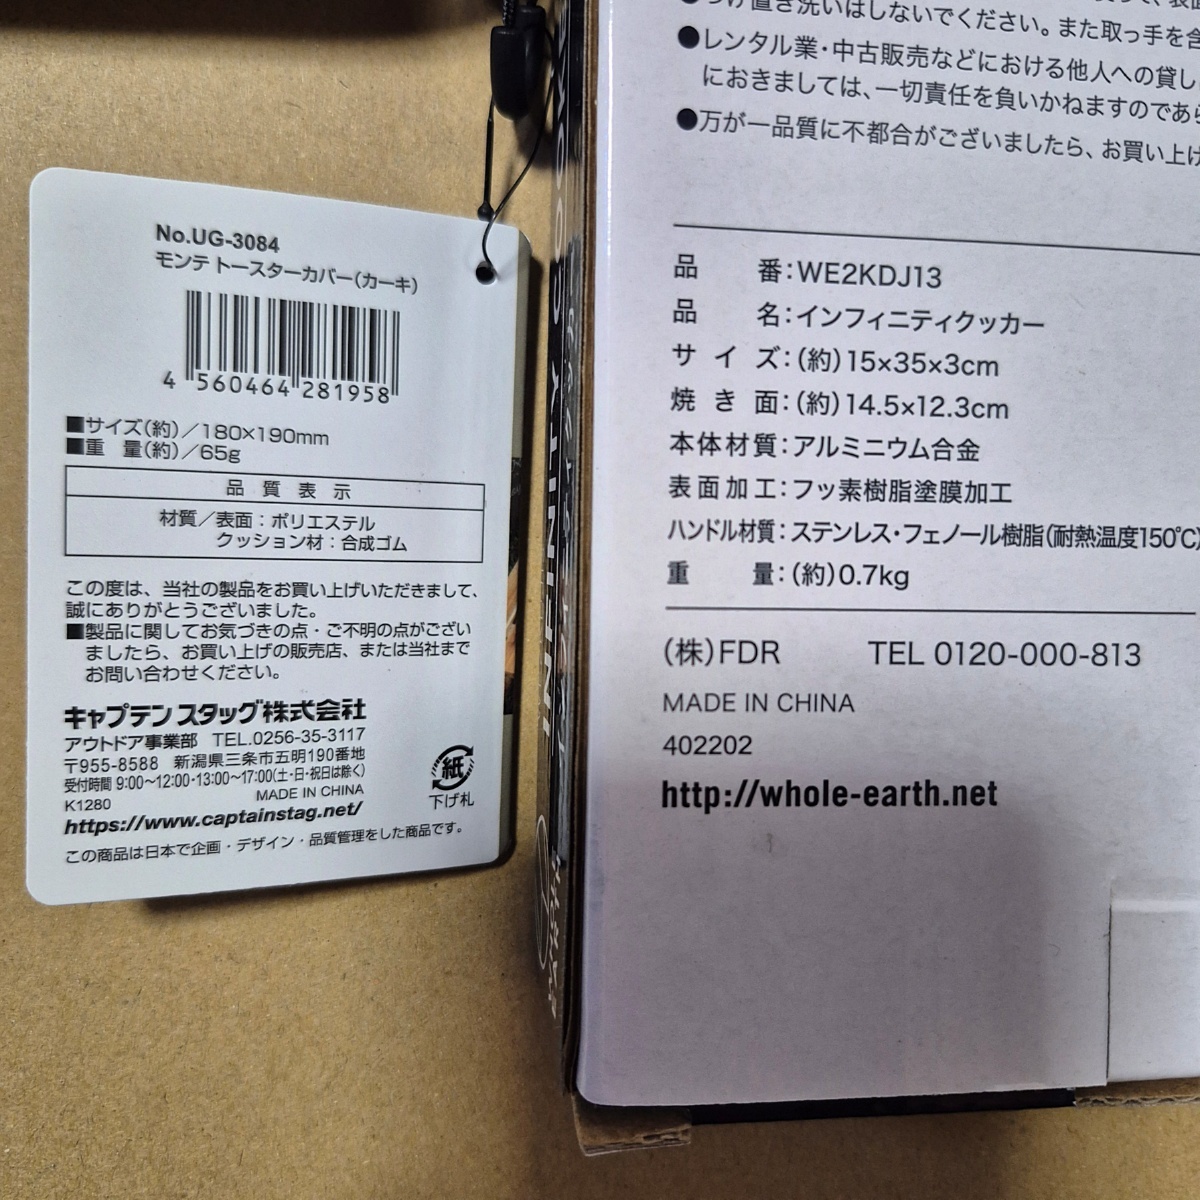 No.UG-3084
モンテ トースターカバー(カーキ)
4 560464 281958
■サイズ(約)／180×190mm
■重 量(約)／65g
品 質 表 示
材質／表面：ポリエステル
クッション材：合成ゴム
この度は、当社の製品をお買い上げいただきまして、
誠にありがとうございました。
■製品に関してお気づきの点・ご不明の点がござい
ましたら、お買い上げの販売店、または当社まで
お問い合わせください。
キャプテンスタッグ株式会社
アウトドア事業部 TEL.0256-35-3117
〒955-8588 新潟県三条市五明190番地
受付時間 9:00〜12:00・13:00〜17:00(土・日・祝日は除く)
K1280 MADE IN CHINA
https://www.captainstag.net/
この商品は日本で企画・デザイン・品質管理をした商品です。
紙
下げ札
INFINITY COOKER
●つけ置き洗いはしないでください。また取っ手を含
●レンタル業・中古販売などにおける他人への貸し
におきましては、一切責任を負いかねますのであら
●万が一品質に不都合がございましたら、お買い上げ
品 番：WE2KDJ13
品 名：インフィニティクッカー
サ イ ズ：(約)15×35×3cm
焼 き 面：(約)14.5×12.3cm
本体材質：アルミニウム合金
表面加工：フッ素樹脂塗膜加工
ハンドル材質：ステンレス・フェノール樹脂(耐熱温度150℃)
重 量：(約)0.7kg
(株)FDR TEL 0120-000-813
MADE IN CHINA
402202
http://whole-earth.net